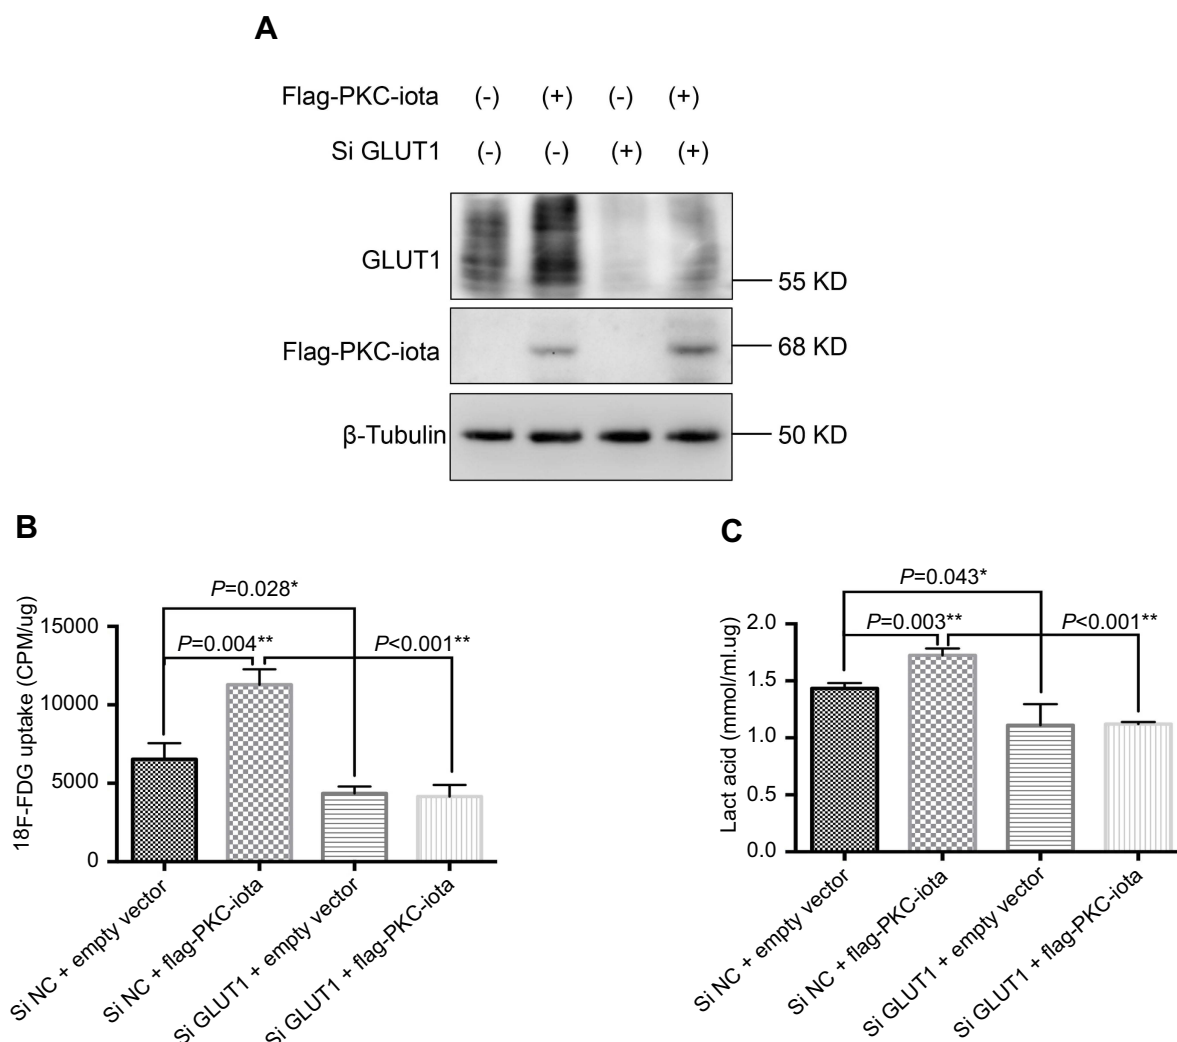 A
Flag-PKC-iota (-) (+) (-) (+)
Si GLUT1 (-) (-) (+) (+)
GLUT1
55 KD
Flag-PKC-iota
68 KD
β-Tubulin
50 KD
B
P=0.028*
P=0.004**
P<0.001**
18F-FDG uptake (CPM/ug)
15000
10000
5000
0
Si NC + empty vector
Si NC + flag-PKC-iota
Si GLUT1 + empty vector
Si GLUT1 + flag-PKC-iota
C
P=0.043*
P=0.003**
P<0.001**
Lact acid (mmol/ml.ug)
2.0
1.5
1.0
0.5
0.0
Si NC + empty vector
Si NC + flag-PKC-iota
Si GLUT1 + empty vector
Si GLUT1 + flag-PKC-iota